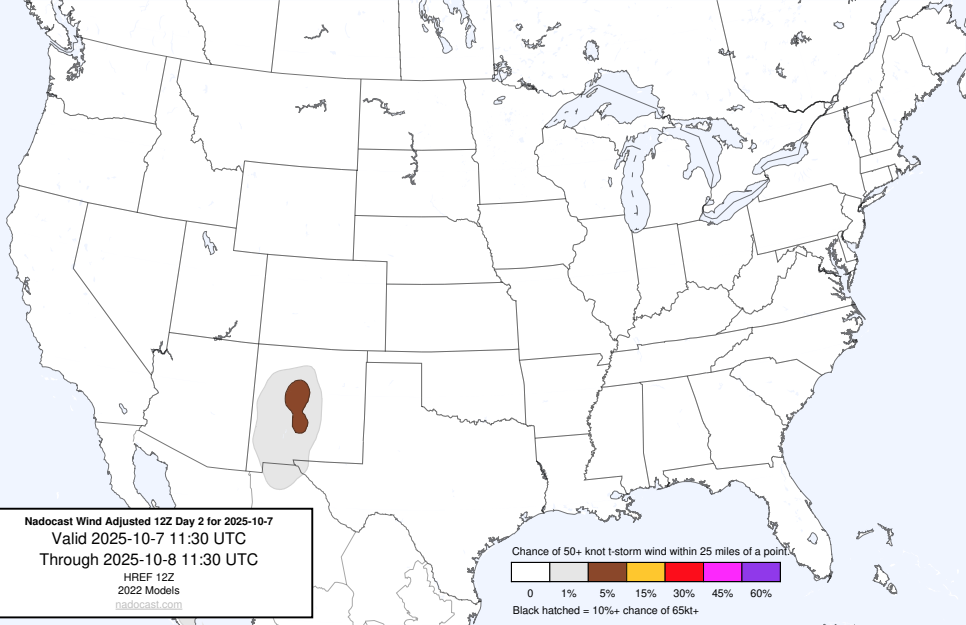 Nadocast Wind Adjusted 12Z Day 2 for 2025-10-7
Valid 2025-10-7 11:30 UTC
Through 2025-10-8 11:30 UTC
HREF 12Z
2022 Models
nadocast.com
Chance of 50+ knot t-storm wind within 25 miles of a point.
0 1% 5% 15% 30% 45% 60%
Black hatched = 10%+ chance of 65kt+